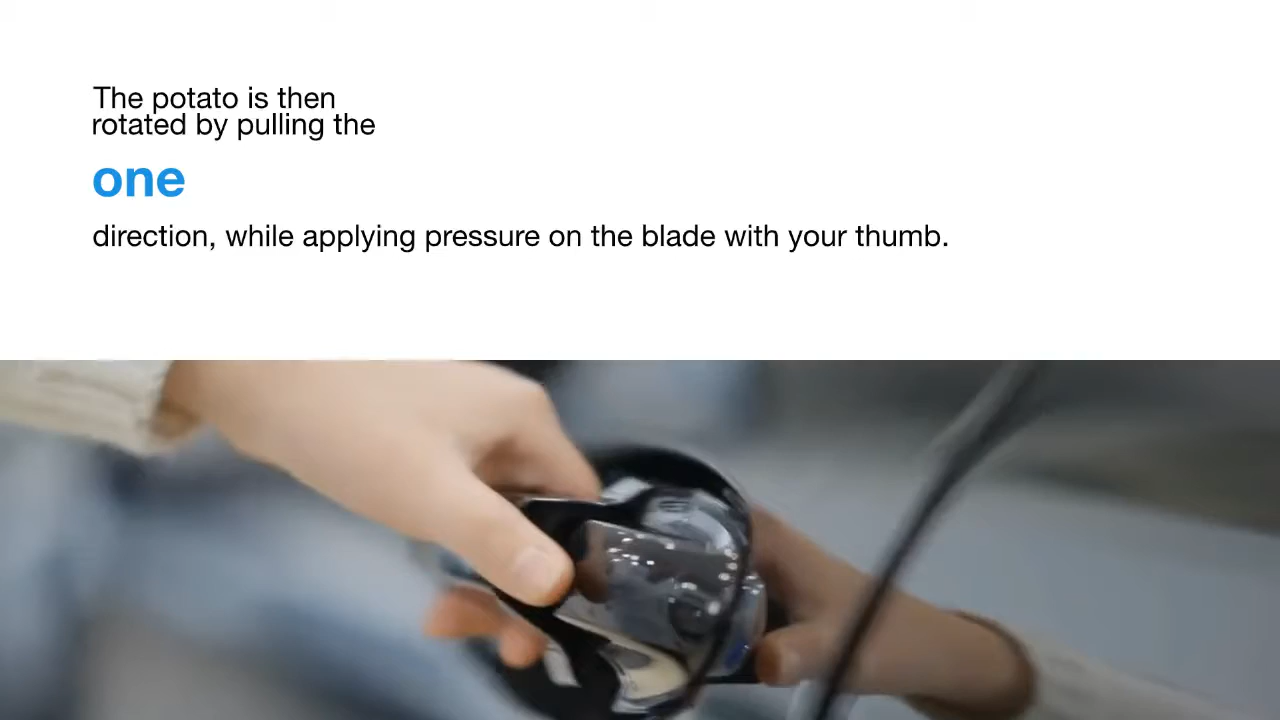 The potato is then
rotated by pulling the
one
direction, while applying pressure on the blade with your thumb.